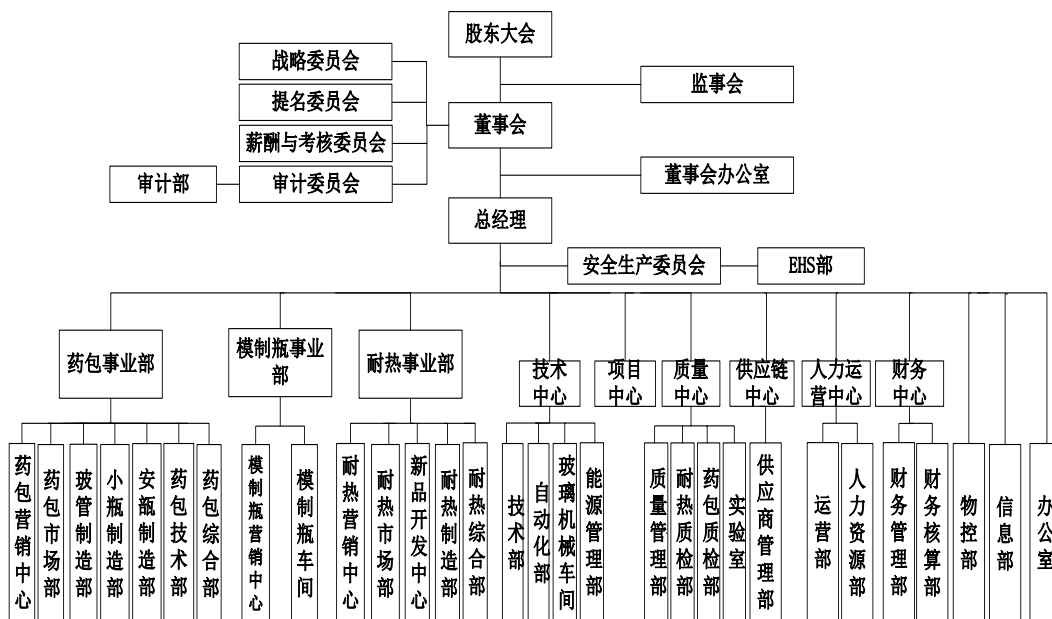 股东大会
战略委员会
监事会
提名委员会
董事会
薪酬与考核委员会
审计部
审计委员会
董事会办公室
总经理
安全生产委员会
EHS部
药包事业部
模制瓶事业
部
耐热事业部
技术
中心
项目
中心
质量
中心
供应链
中心
人力运
营中心
财务
中心
药包营销中心
药包市场部
玻管制造部
小瓶制造部
安瓿制造部
药包技术部
药包综合部
模制瓶营销中心
模制瓶车间
耐热营销中心
耐热市场部
新品开发中心
耐热制造部
耐热综合部
技术部
自动化部
玻璃机械车间
能源管理部
质量管理部
耐热质检部
药包质检部
实验室
供应商管理部
运营部
人力资源部
财务管理部
财务核算部
物控部
信息部
办公室